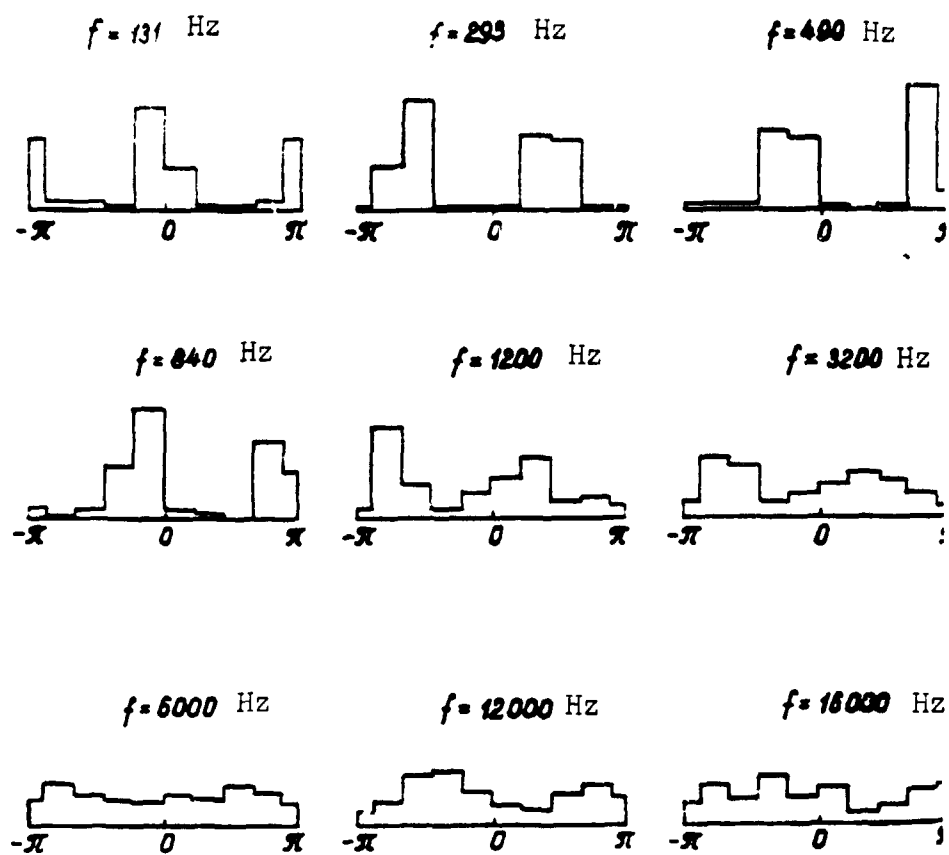 f = 131 Hz f = 293 Hz f = 490 Hz
-π 0 π -π 0 π -π 0
f = 840 Hz f = 1200 Hz f = 3200 Hz
-π 0 π -π 0 π -π 0
f = 6000 Hz f = 12000 Hz f = 16000 Hz
-π 0 π -π 0 π -π 0